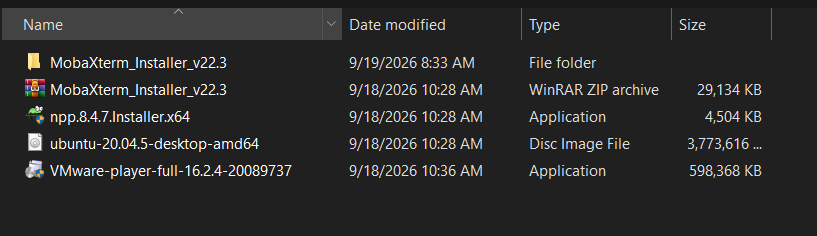 Name Date modified Type Size
MobaXterm_Installer_v22.3 9/19/2026 8:33 AM File folder
MobaXterm_Installer_v22.3 9/18/2026 10:28 AM WinRAR ZIP archive 29,134 KB
npp.8.4.7.Installer.x64 9/18/2026 10:28 AM Application 4,504 KB
ubuntu-20.04.5-desktop-amd64 9/18/2026 10:28 AM Disc Image File 3,773,616 ...
VMware-player-full-16.2.4-20089737 9/18/2026 10:36 AM Application 598,368 KB